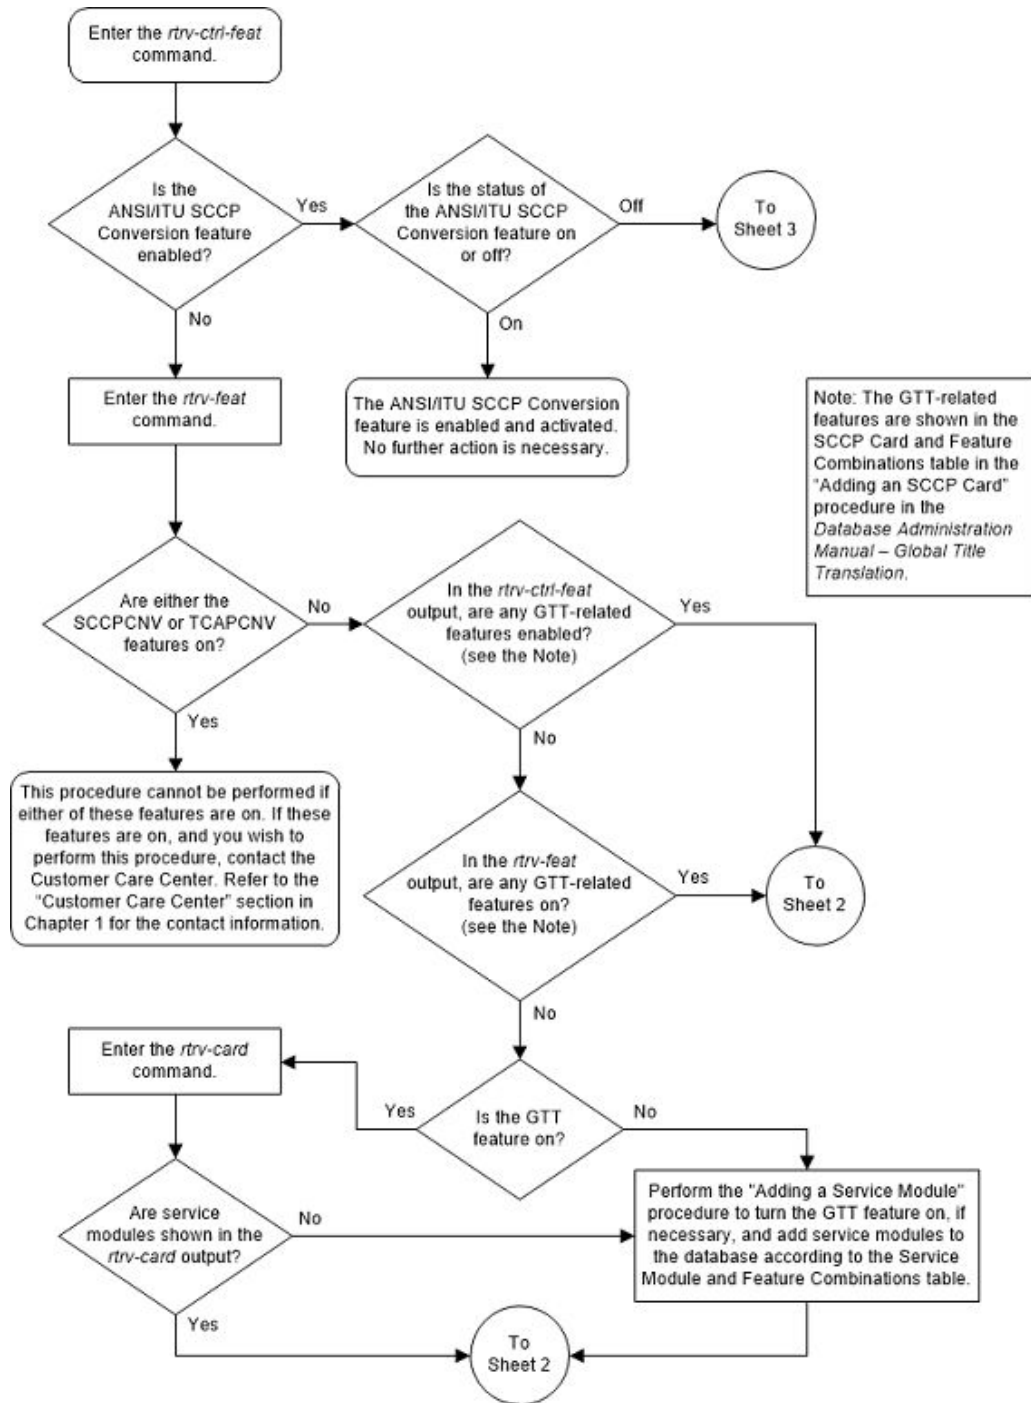 Enter the rtrv-ctrl-feat
command.
Is the
ANSI/ITU SCCP
Conversion feature
enabled?
Yes
Is the status of
the ANSI/ITU SCCP
Conversion feature on
or off?
Off
To
Sheet 3
No
On
Enter the rtrv-feat
command.
The ANSI/ITU SCCP Conversion
feature is enabled and activated.
No further action is necessary.
Note: The GTT-related
features are shown in the
SCCP Card and Feature
Combinations table in the
“Adding an SCCP Card”
procedure in the
Database Administration
Manual – Global Title
Translation.
Are either the
SCCPCNV or TCAPCNV
features on?
No
In the rtrv-ctrl-feat
output, are any GTT-related
features enabled?
(see the Note)
Yes
Yes
No
This procedure cannot be performed if
either of these features are on. If these
features are on, and you wish to
perform this procedure, contact the
Customer Care Center. Refer to the
“Customer Care Center” section in
Chapter 1 for the contact information.
In the rtrv-feat
output, are any GTT-related
features on?
(see the Note)
Yes
To
Sheet 2
No
Enter the rtrv-card
command.
Yes
Is the GTT
feature on?
No
Are service
modules shown in the
rtrv-card output?
No
Perform the "Adding a Service Module"
procedure to turn the GTT feature on, if
necessary, and add service modules to
the database according to the Service
Module and Feature Combinations table.
Yes
To
Sheet 2